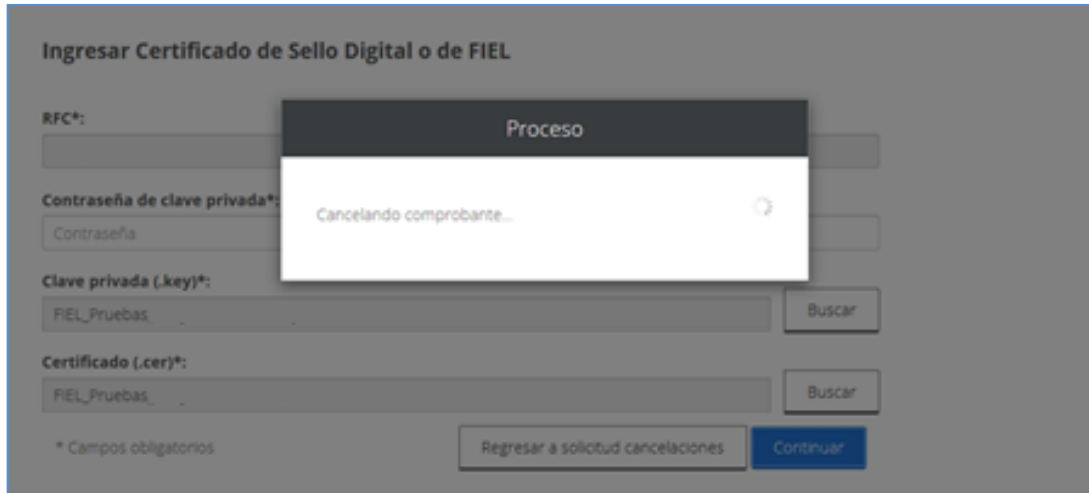 Ingresar Certificado de Sello Digital o de FIEL
RFC*:
Proceso
Contraseña de clave privada*:
Contraseña
Cancelando comprobante...
Clave privada (.key)*:
FIEL_Pruebas_
Buscar
Certificado (.cer)*:
FIEL_Pruebas_
Buscar
* Campos obligatorios
Regresar a solicitud cancelaciones
Continuar